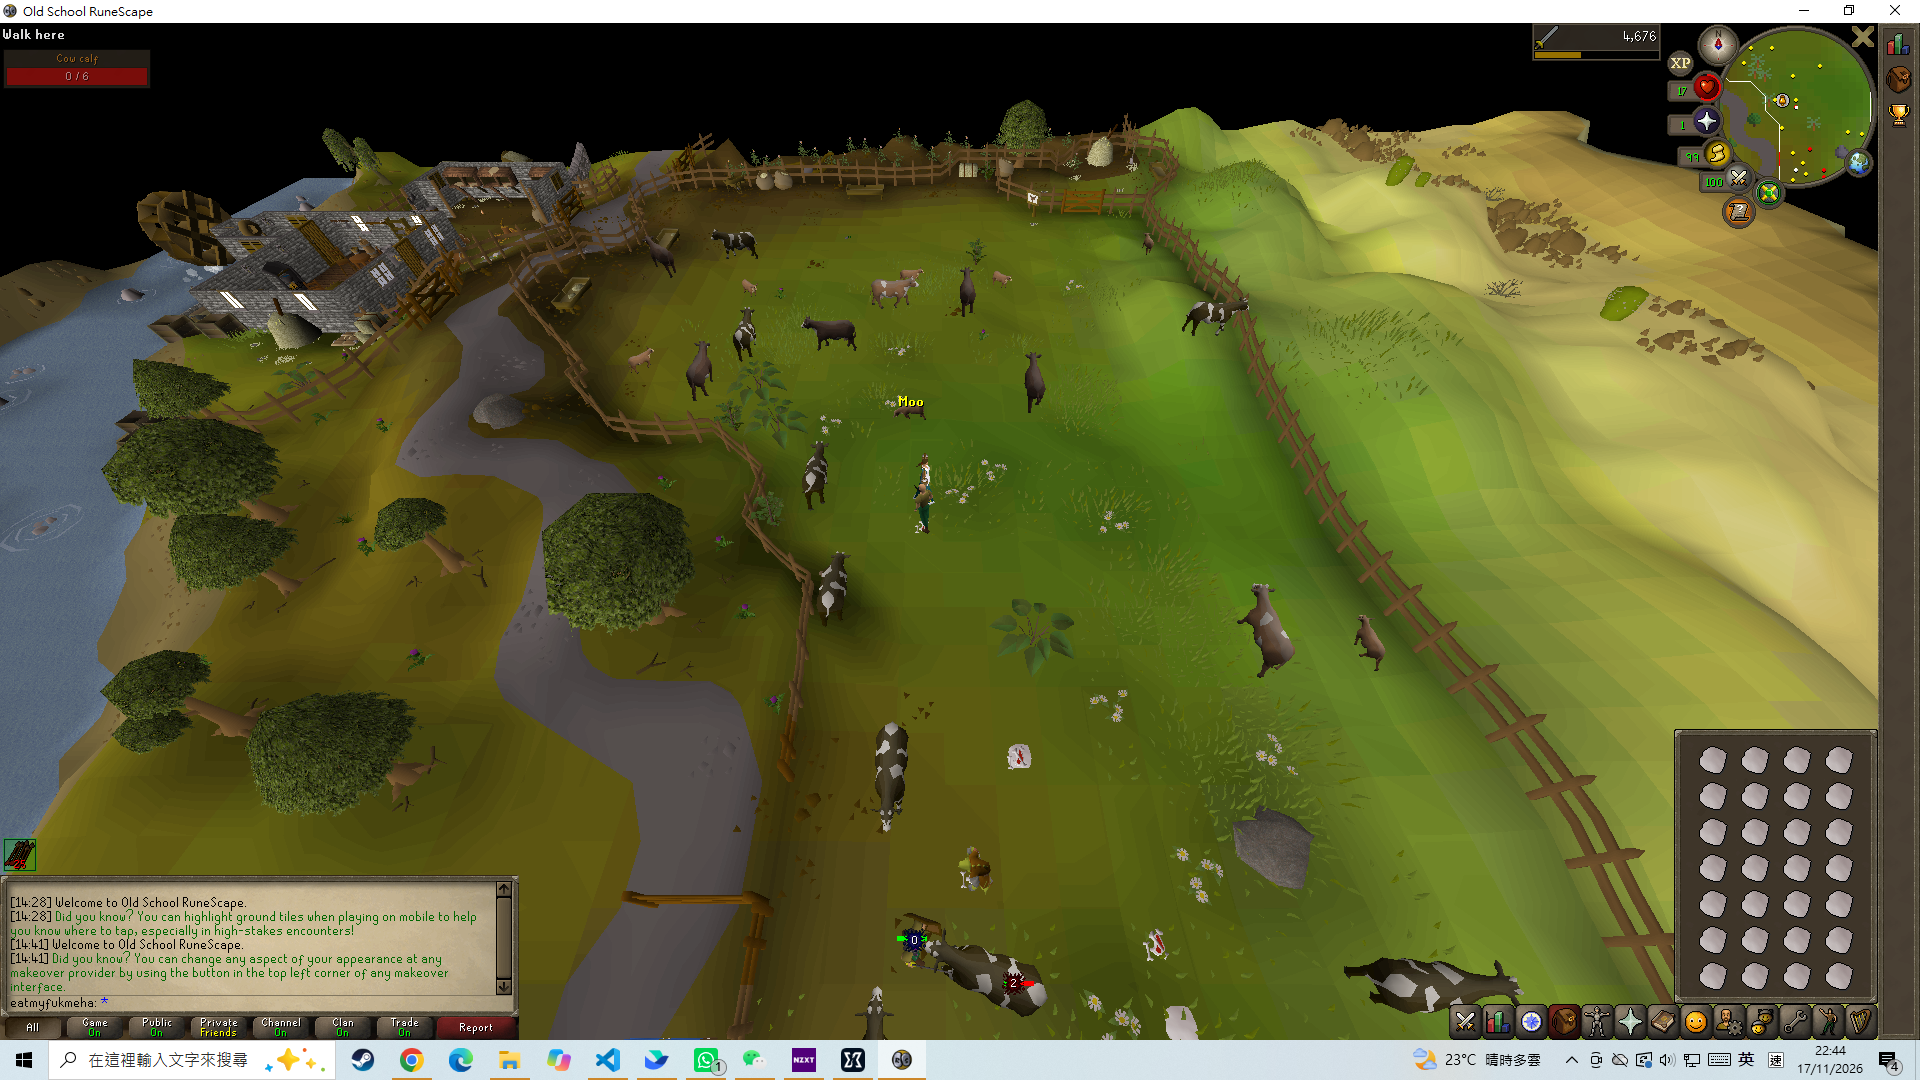 Old School RuneScape
Walk here
Cow calf
0 / 6
4,676
N
XP
17
1
99
100
Moo
0
2
23
[14:28] Welcome to Old School RuneScape.
[14:28] Did you know? You can highlight ground tiles when playing on mobile to help
you know where to tap, especially in high-stakes encounters!
[14:41] Welcome to Old School RuneScape.
[14:41] Did you know? You can change any aspect of your appearance at any
makeover provider by using the button in the top left corner of any makeover
interface.
eatmyfukmeha: *
All
Game
On
Public
On
Private
Friends
Channel
On
Clan
On
Trade
On
Report
在這裡輸入文字來搜尋
1
NZXT
23°C 晴時多雲
英
速
22:44
17/11/2026
4